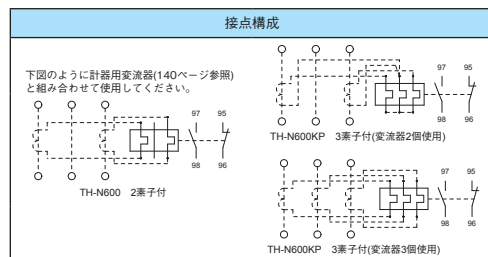 接点構成
下図のように計器用変流器(140ページ参照)
と組み合わせて使用してください。
97 95
98 96
TH-N600 2素子付
97 95
98 96
TH-N600KP 3素子付(変流器2個使用)
97 95
98 96
TH-N600KP 3素子付(変流器3個使用)